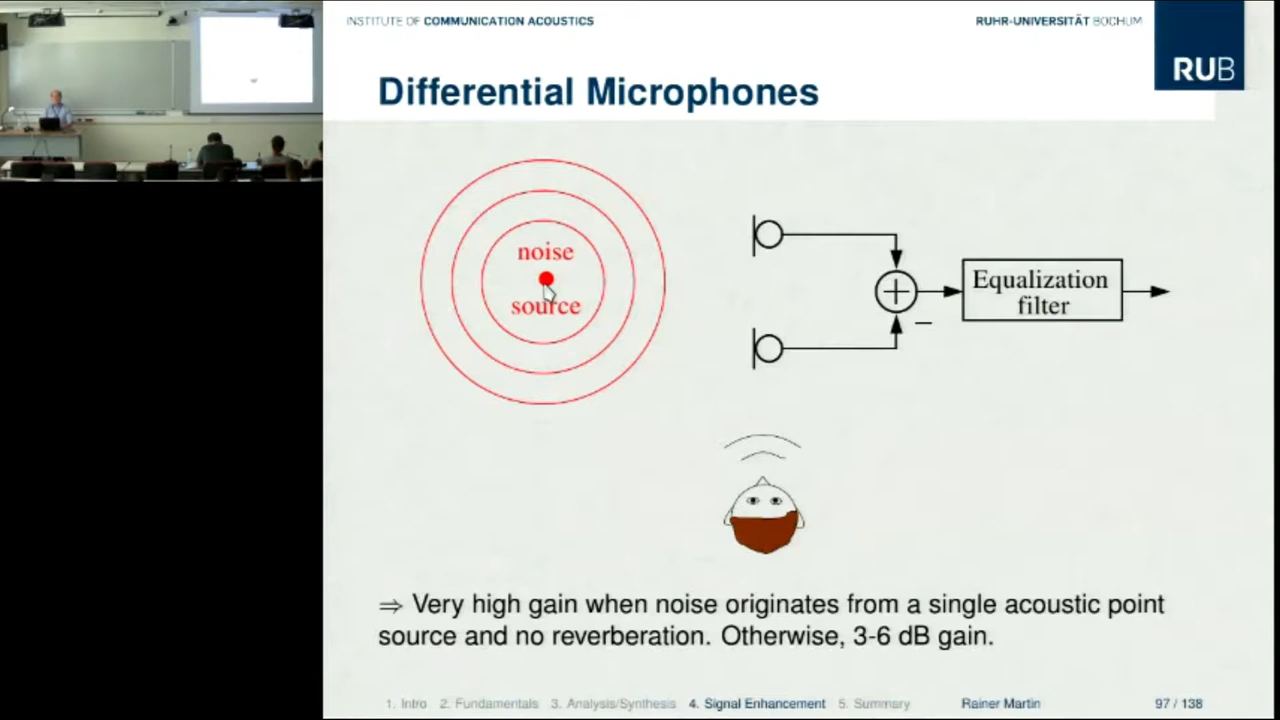 INSTITUTE OF COMMUNICATION ACOUSTICS
RUHR-UNIVERSITÄT BOCHUM
RUB
Differential Microphones
noise
source
Equalization
filter
⇒ Very high gain when noise originates from a single acoustic point
source and no reverberation. Otherwise, 3-6 dB gain.
1. Intro 2. Fundamentals 3. Analysis/Synthesis 4. Signal Enhancement 5. Summary Rainer Martin 97 / 138